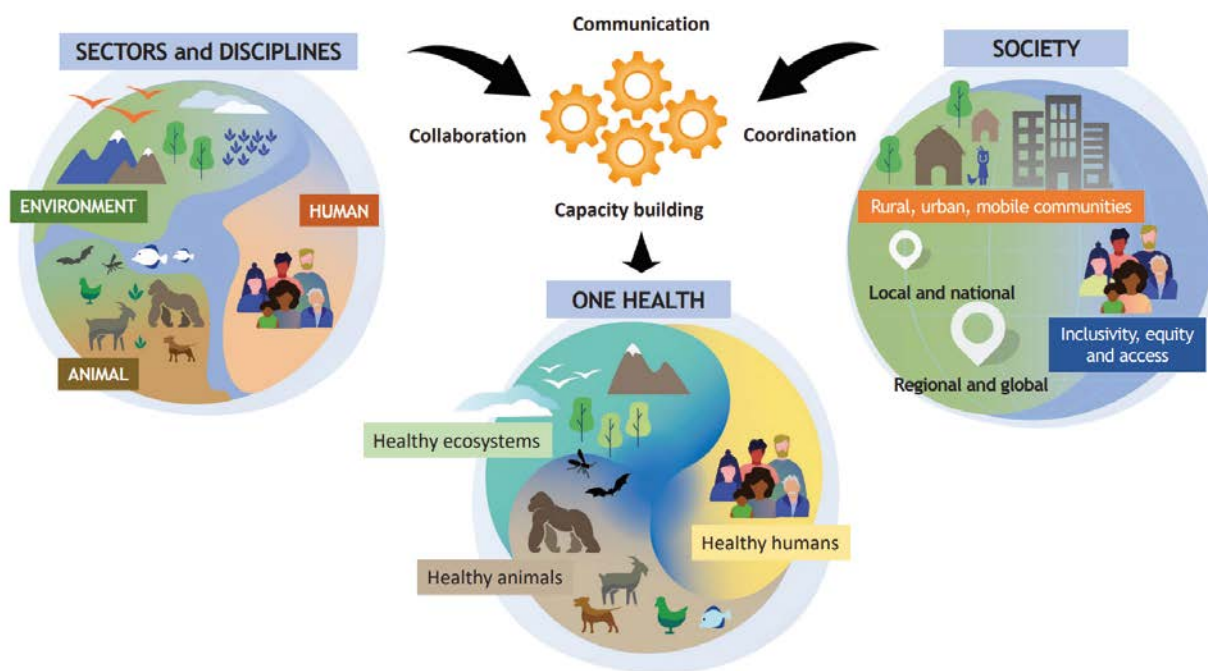 Communication
SECTORS and DISCIPLINES
SOCIETY
Collaboration
Coordination
ENVIRONMENT
HUMAN
Rural, urban, mobile communities
Capacity building
Local and national
ONE HEALTH
Inclusivity, equity
and access
ANIMAL
Regional and global
Healthy ecosystems
Healthy humans
Healthy animals